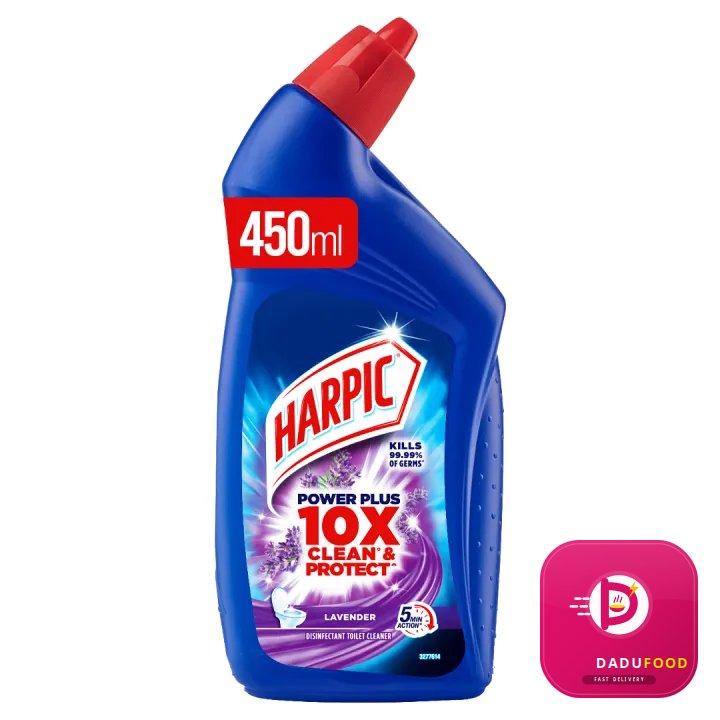 450ml
HARPIC
KILLS
99.99%
OF GERMS*
POWER PLUS
10X
CLEAN* &
PROTECT^
LAVENDER
5 MIN
ACTION*
DISINFECTANT TOILET CLEANER
3277614
DADUFOOD
FAST DELIVERY